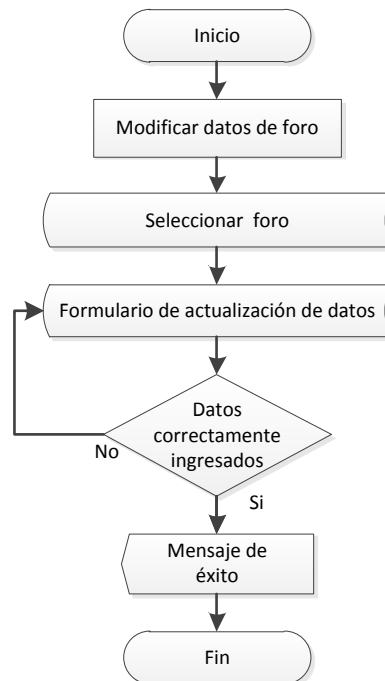 Inicio
Modificar datos de foro
Seleccionar foro
Formulario de actualización de datos
Datos
correctamente
ingresados
No
Si
Mensaje de
éxito
Fin